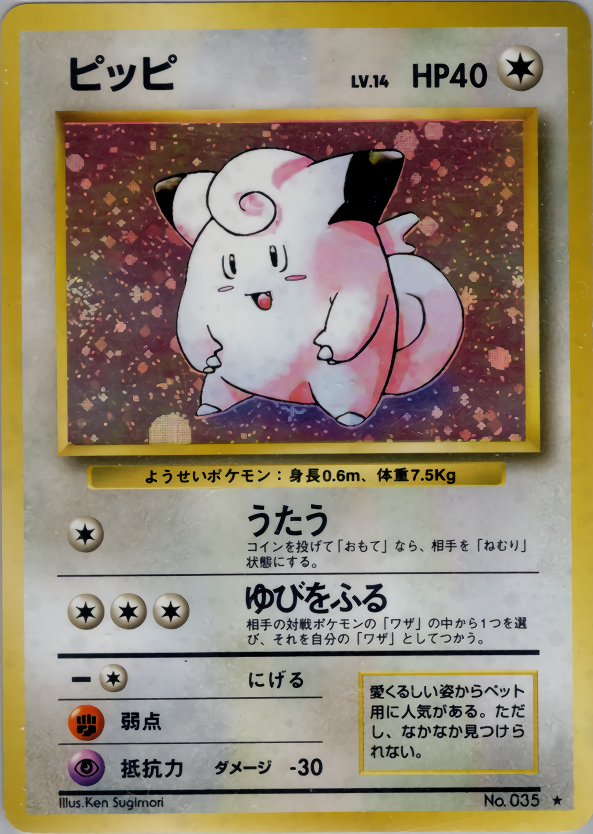 ピッピ LV.14 HP40
ようせいポケモン：身長0.6m、体重7.5Kg
うたう
コインを投げて「おもて」なら、相手を「ねむり」
状態にする。
ゆびをふる
相手の対戦ポケモンの「ワザ」の中から1つを選
び、それを自分の「ワザ」としてつかう。
にげる
弱点
抵抗力 ダメージ -30
愛くるしい姿からペット
用に人気がある。ただ
し、なかなか見つけら
れない。
Illus.Ken Sugimori No.035 ★